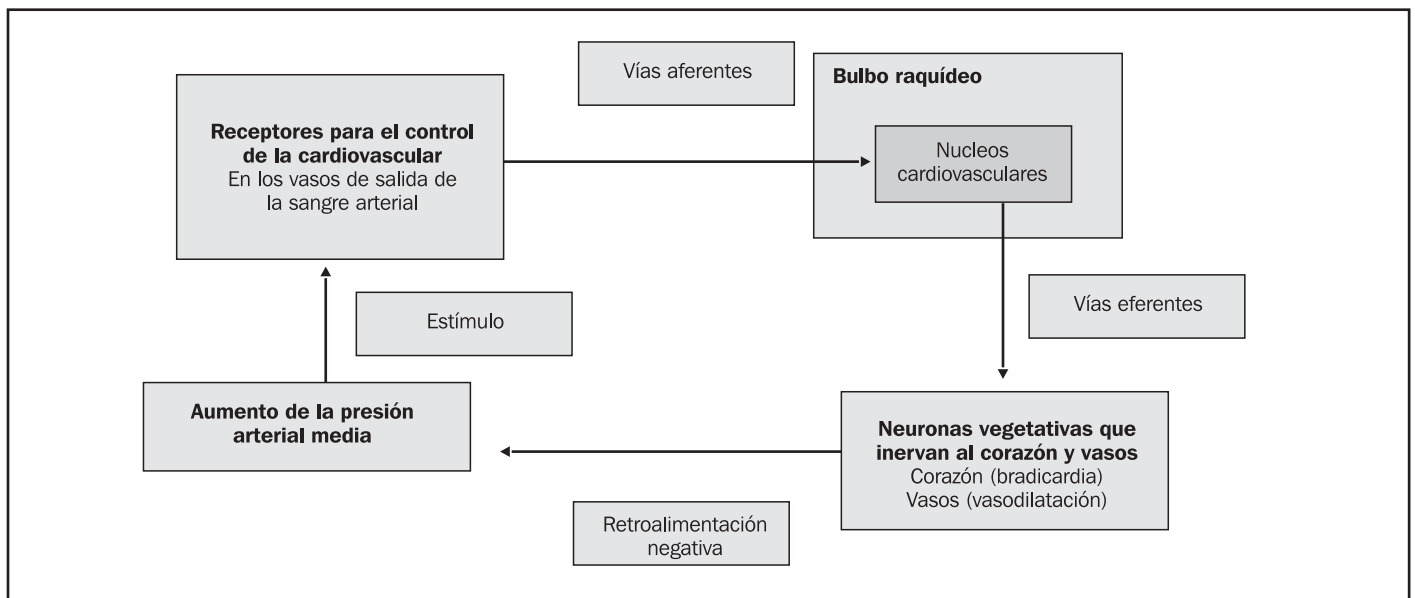 Vías aferentes
Bulbo raquídeo
Receptores para el control
de la cardiovascular
En los vasos de salida de
la sangre arterial
Nucleos
cardiovasculares
Estímulo
Vías eferentes
Aumento de la presión
arterial media
Neuronas vegetativas que
inervan al corazón y vasos
Corazón (bradicardia)
Vasos (vasodilatación)
Retroalimentación
negativa